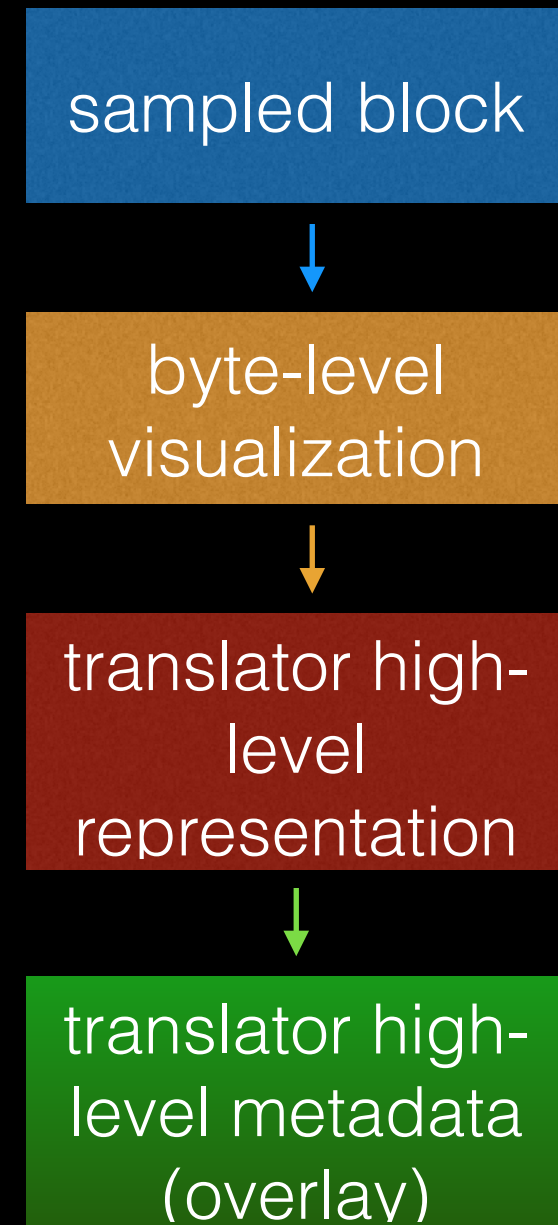 sampled block
byte-level
visualization
translator high-
level
representation
translator high-
level metadata
(overlay)